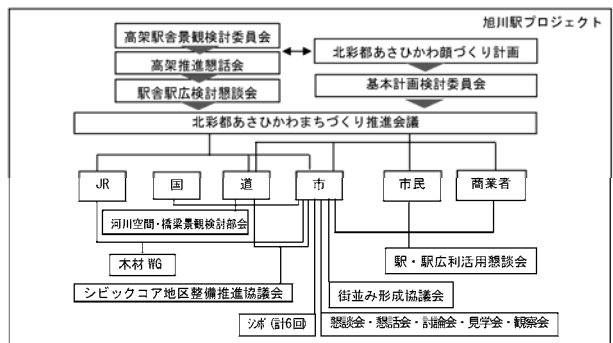 旭川駅プロジェクト
高架駅舎景観検討委員会
北彩都あさひかわ顔づくり計画
高架推進懇話会
基本計画検討委員会
駅舎駅広検討懇談会
北彩都あさひかわまちづくり推進会議
JR
国
道
市
市民
商業者
河川空間・橋梁景観検討部会
木材WG
駅・駅広利活用懇談会
シビックコア地区整備推進協議会
街並み形成協議会
シンポ(計6回)
懇談会・懇話会・討論会・見学会・観察会